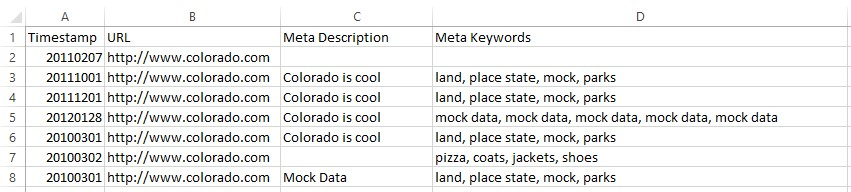 A B C D
1 Timestamp URL Meta Description Meta Keywords
2 20110207 http://www.colorado.com
3 20111001 http://www.colorado.com Colorado is cool land, place state, mock, parks
4 20111201 http://www.colorado.com Colorado is cool land, place state, mock, parks
5 20120128 http://www.colorado.com Colorado is cool mock data, mock data, mock data, mock data, mock data
6 20100301 http://www.colorado.com Colorado is cool land, place state, mock, parks
7 20100302 http://www.colorado.com pizza, coats, jackets, shoes
8 20100301 http://www.colorado.com Mock Data land, place state, mock, parks